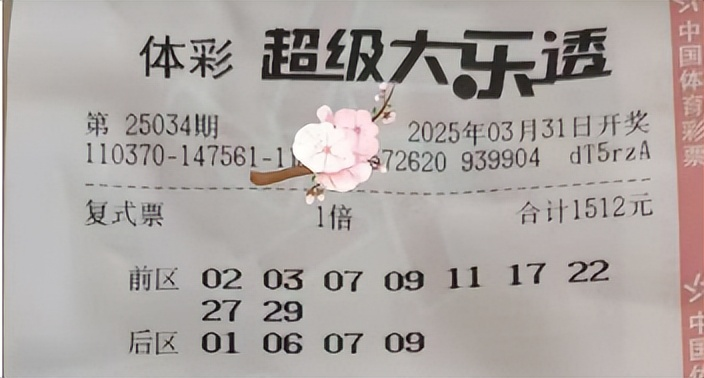 体彩 超级大乐透
第 25034期 2025年03月31日开奖
110370-147561-1 72620 939904 dT5rzA
复式票 1倍 合计1512元
前区 02 03 07 09 11 17 22
27 29
后区 01 06 07 09
中国体育彩票
中国体